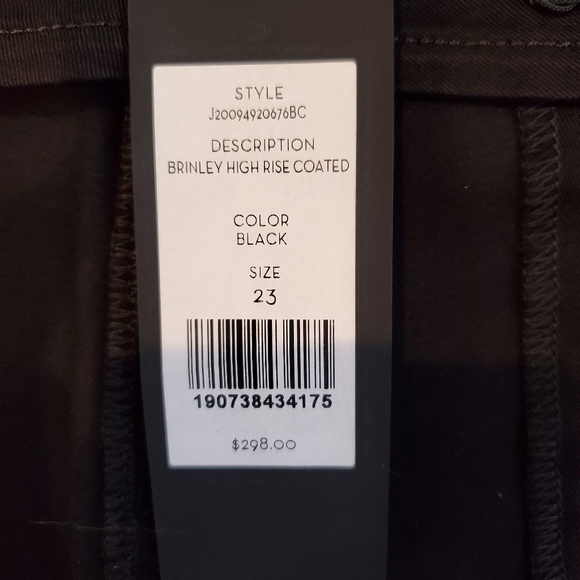 STYLE
J20094920676BC
DESCRIPTION
BRINLEY HIGH RISE COATED
COLOR
BLACK
SIZE
23
190738434175
$298.00